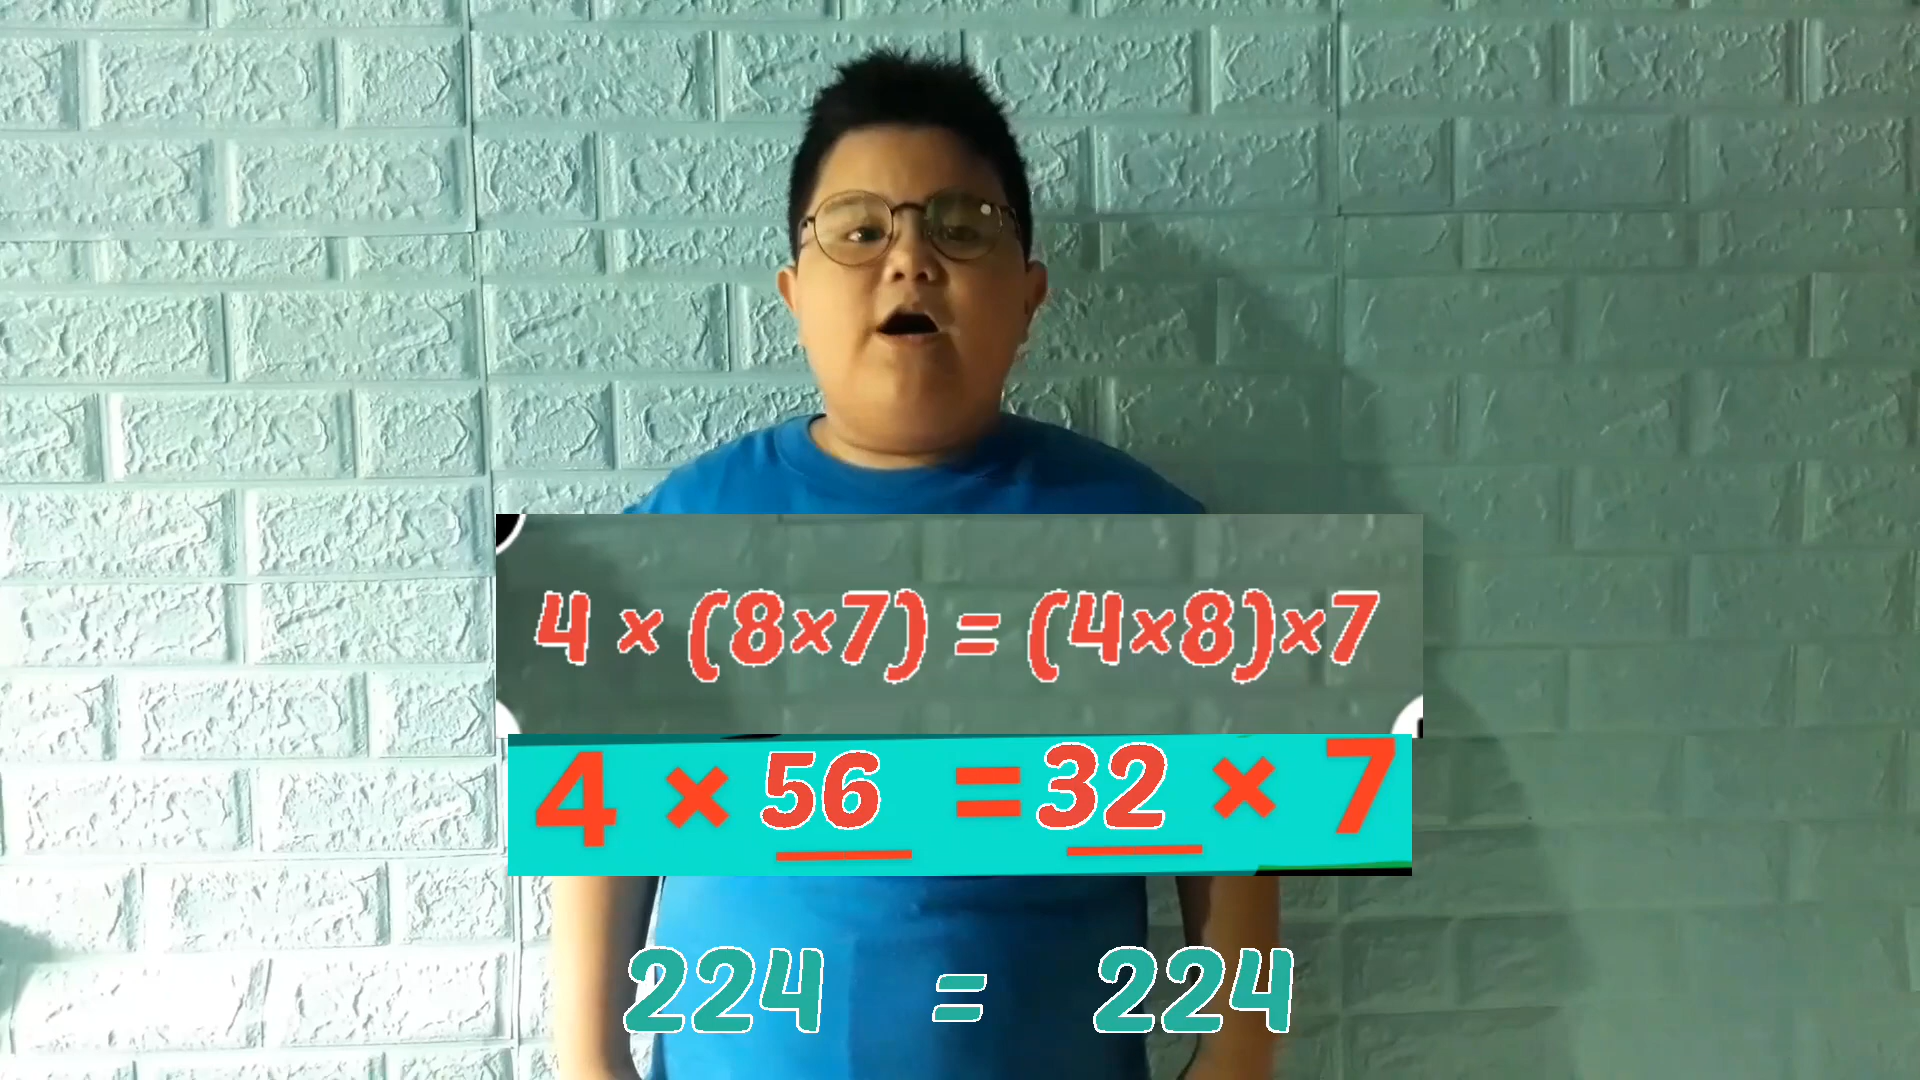 4 × (8×7) = (4×8)×7
4 × 56 = 32 × 7
224 = 224